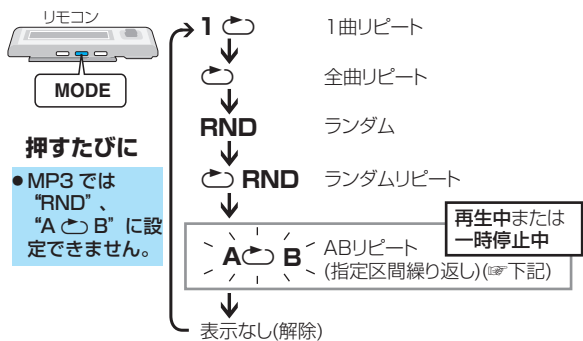 リモコン
MODE
押すたびに
●MP3 では
“RND”、
“A B”に設
定できません。
1 1曲リピート
全曲リピート
RND ランダム
RND ランダムリピート
再生中または
一時停止中
A B ABリピート
(指定区間繰り返し)(☞下記)
表示なし(解除)